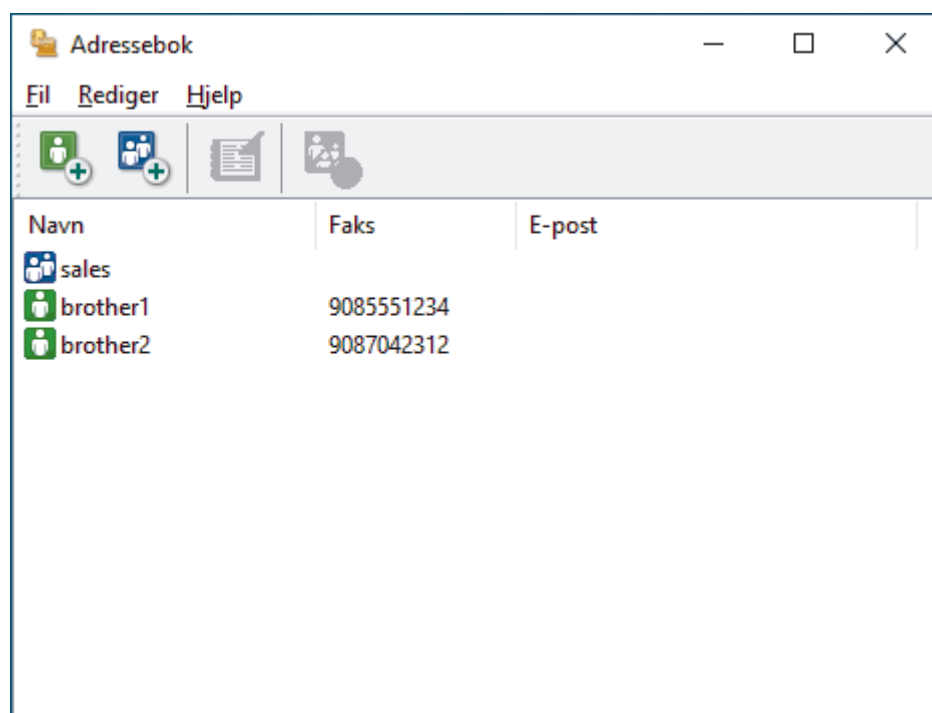 Adressebok
Fil Rediger Hjelp
Navn Faks E-post
sales
brother1 9085551234
brother2 9087042312